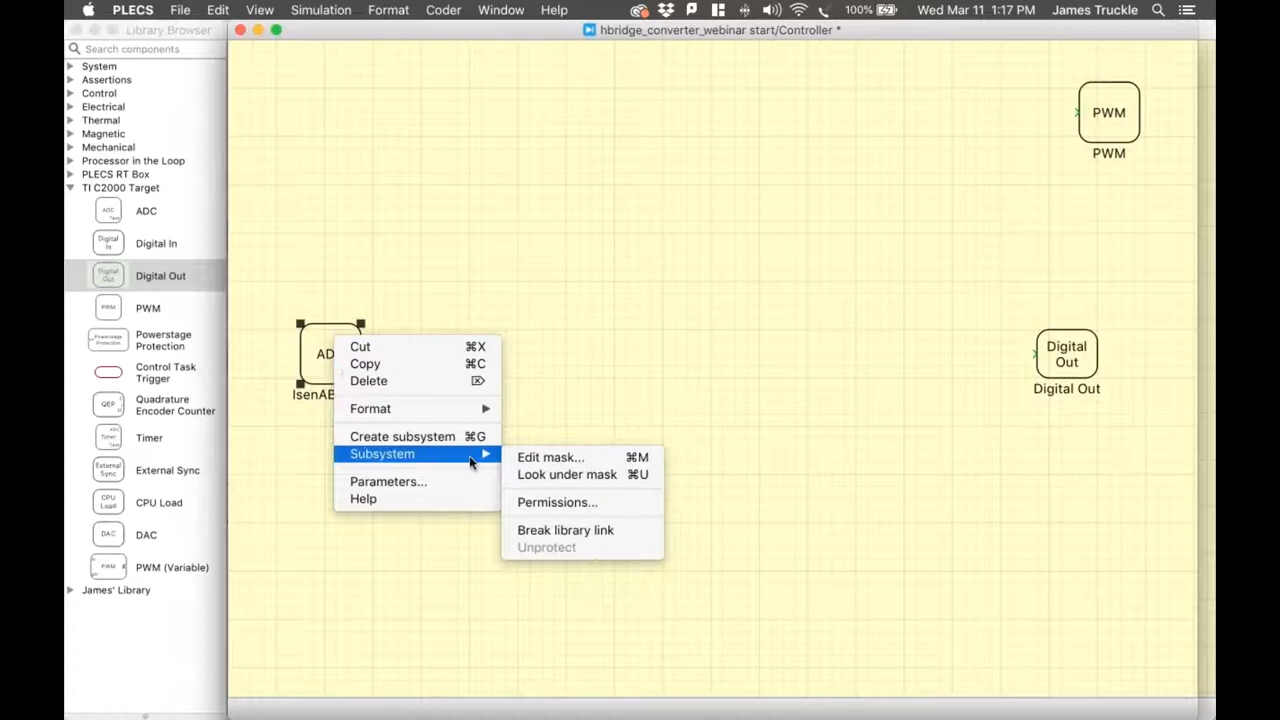 PLECS File Edit View Simulation Format Coder Window Help 100% Wed Mar 11 1:17 PM James Truckle
Library Browser
hbridge_converter_webinar start/Controller *
Search components
System
Assertions
Control
Electrical
Thermal
Magnetic
Mechanical
Processor in the Loop
PLECS RT Box
TI C2000 Target
ADC
Task
ADC
Digital
In
Digital In
Digital
Out
Digital Out
PWM
PWM
Powerstage
Protection
Powerstage
Protection
Control Task
Trigger
QEP
Quadrature
Encoder Counter
Timer
Task
Timer
External
Sync
External Sync
CPU
Load
CPU Load
DAC
DAC
PWM
PWM (Variable)
James' Library
PWM
PWM
AD
IsenAB
Digital
Out
Digital Out
Cut ⌘X
Copy ⌘C
Delete ⌦
Format
Create subsystem ⌘G
Subsystem
Parameters...
Help
Edit mask... ⌘M
Look under mask ⌘U
Permissions...
Break library link
Unprotect